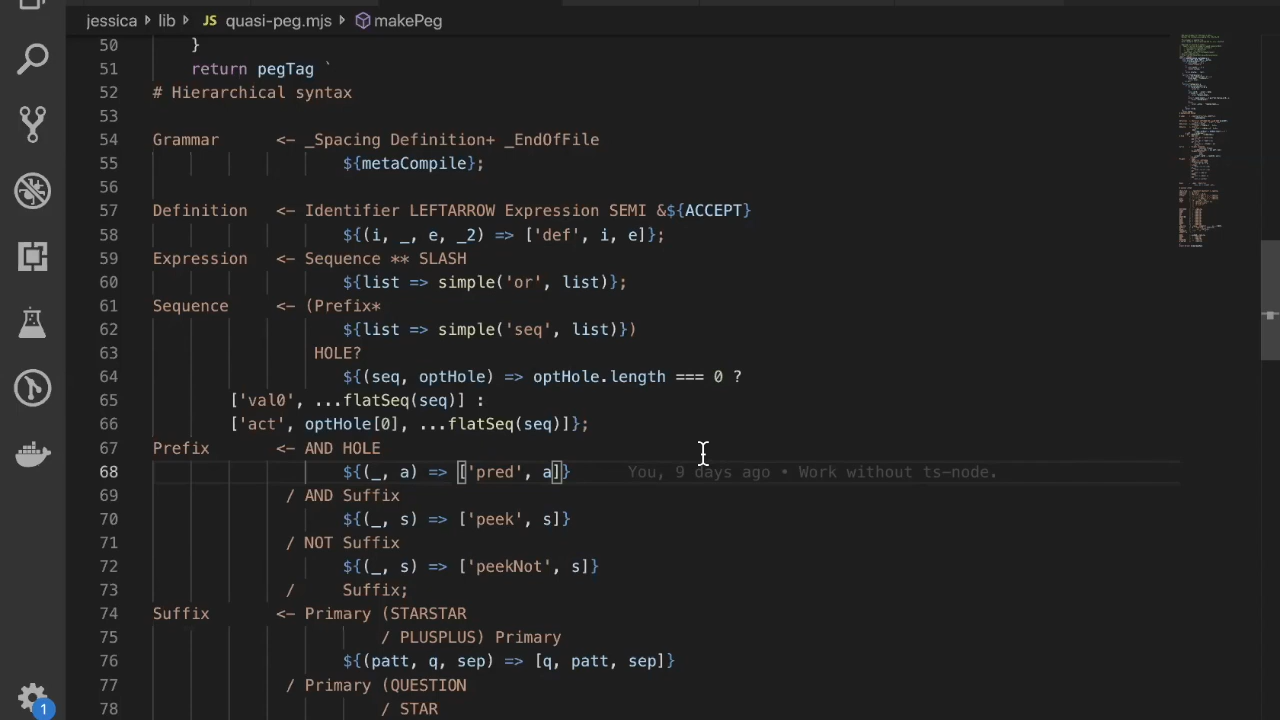 jessica lib JS quasi-peg.mjs makePeg
50 }
51 return pegTag `
52 # Hierarchical syntax
53
54 Grammar <- _Spacing Definition+ _EndOfFile
55 ${metaCompile};
56
57 Definition <- Identifier LEFTARROW Expression SEMI &${ACCEPT}
58 ${(i, _, e, _2) => ['def', i, e]};
59 Expression <- Sequence ** SLASH
60 ${list => simple('or', list)};
61 Sequence <- (Prefix*
62 ${list => simple('seq', list)})
63 HOLE?
64 ${(seq, optHole) => optHole.length === 0 ?
65 ['val0', ...flatSeq(seq)] :
66 ['act', optHole[0], ...flatSeq(seq)]};
67 Prefix <- AND HOLE
68 ${(_, a) => ['pred', a]} You, 9 days ago • Work without ts-node.
69 / AND Suffix
70 ${(_, s) => ['peek', s]}
71 / NOT Suffix
72 ${(_, s) => ['peekNot', s]}
73 / Suffix;
74 Suffix <- Primary (STARSTAR
75 / PLUSPLUS) Primary
76 ${(patt, q, sep) => [q, patt, sep]}
77 / Primary (QUESTION
78 / STAR
1